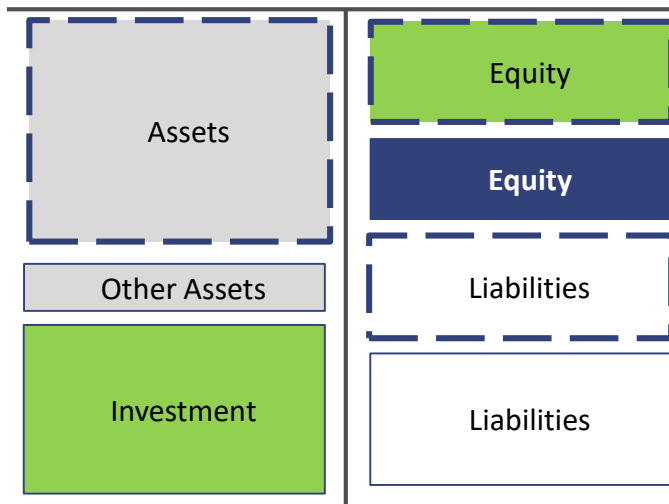 Assets
Other Assets
Investment
Equity
Equity
Liabilities
Liabilities